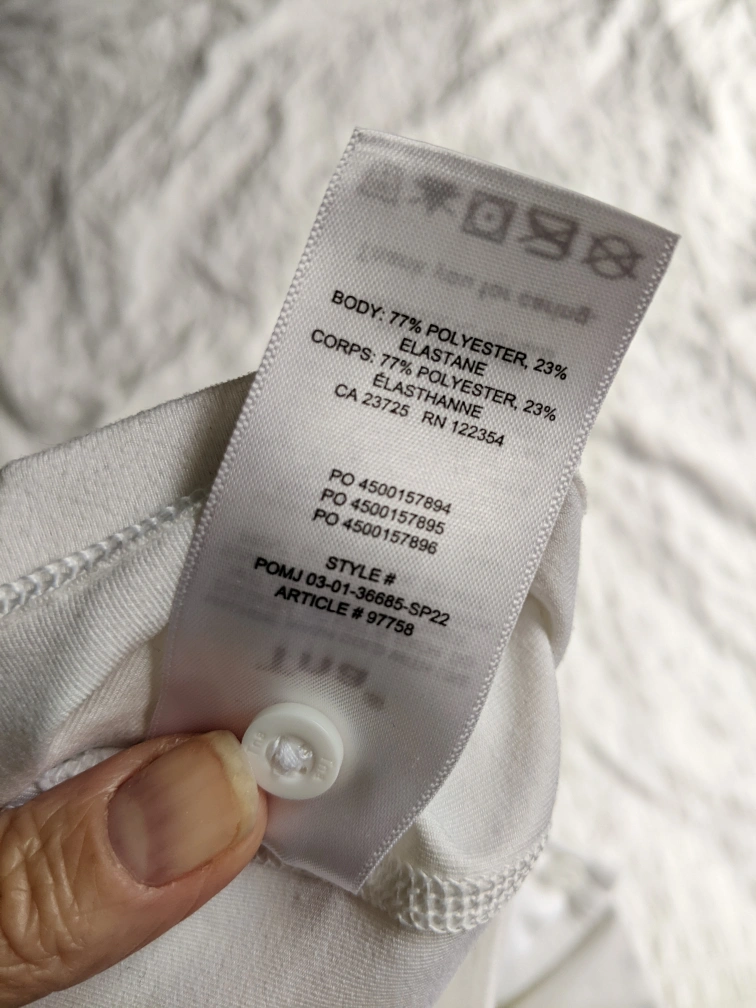 BODY: 77% POLYESTER, 23%
ELASTANE
CORPS: 77% POLYESTER, 23%
ÉLASTHANNE
CA 23725 RN 122354
PO 4500157894
PO 4500157895
PO 4500157896
STYLE #
POMJ 03-01-36685-SP22
ARTICLE # 97758